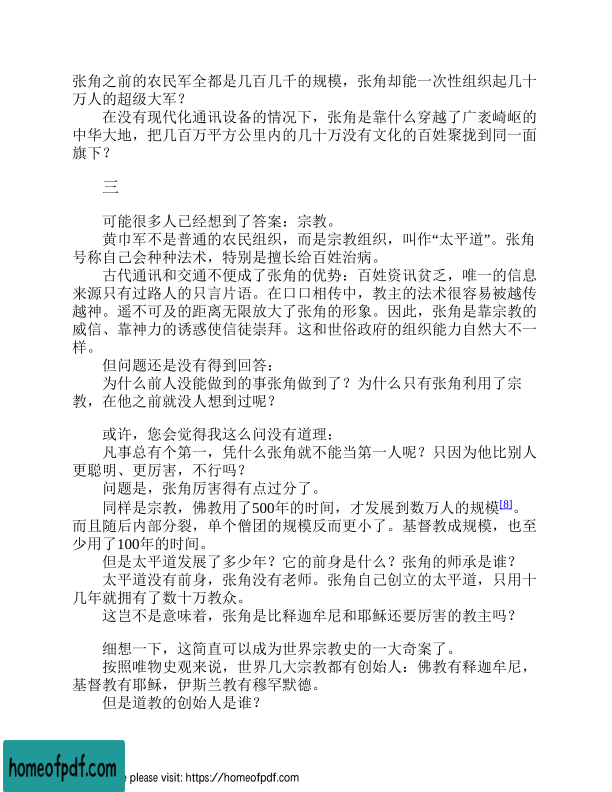 张角之前的农民军全都是几百几千的规模，张角却能一次性组织起几十
万人的超级大军？
在没有现代化通讯设备的情况下，张角是靠什么穿越了广袤崎岖的
中华大地，把几百万平方公里内的几十万没有文化的百姓聚拢到同一面
旗下？
三
可能很多人已经想到了答案：宗教。
黄巾军不是普通的农民组织，而是宗教组织，叫作“太平道”。张角
号称自己会种种法术，特别是擅长给百姓治病。
古代通讯和交通不便成了张角的优势：百姓资讯贫乏，唯一的信息
来源只有过路人的只言片语。在口口相传中，教主的法术很容易被越传
越神。遥不可及的距离无限放大了张角的形象。因此，张角是靠宗教的
威信、靠神力的诱惑使信徒崇拜。这和世俗政府的组织能力自然大不一
样。
但问题还是没有得到回答：
为什么前人没能做到的事张角做到了？为什么只有张角利用了宗
教，在他之前就没人想到过呢？
或许，您会觉得我这么问没有道理：
凡事总有个第一，凭什么张角就不能当第一人呢？只因为他比别人
更聪明、更厉害，不行吗？
问题是，张角厉害得有点过分了。
同样是宗教，佛教用了500年的时间，才发展到数万人的规模[8]。
而且随后内部分裂，单个僧团的规模反而更小了。基督教成规模，也至
少用了100年的时间。
但是太平道发展了多少年？它的前身是什么？张角的师承是谁？
太平道没有前身，张角没有老师。张角自己创立的太平道，只用十
几年就拥有了数十万教众。
这岂不是意味着，张角是比释迦牟尼和耶稣还要厉害的教主吗？
细想一下，这简直可以成为世界宗教史的一大奇案了。
按照唯物史观来说，世界几大宗教都有创始人：佛教有释迦牟尼，
基督教有耶稣，伊斯兰教有穆罕默德。
但是道教的创始人是谁？
homeofpdf.com
e please visit: https://homeofpdf.com